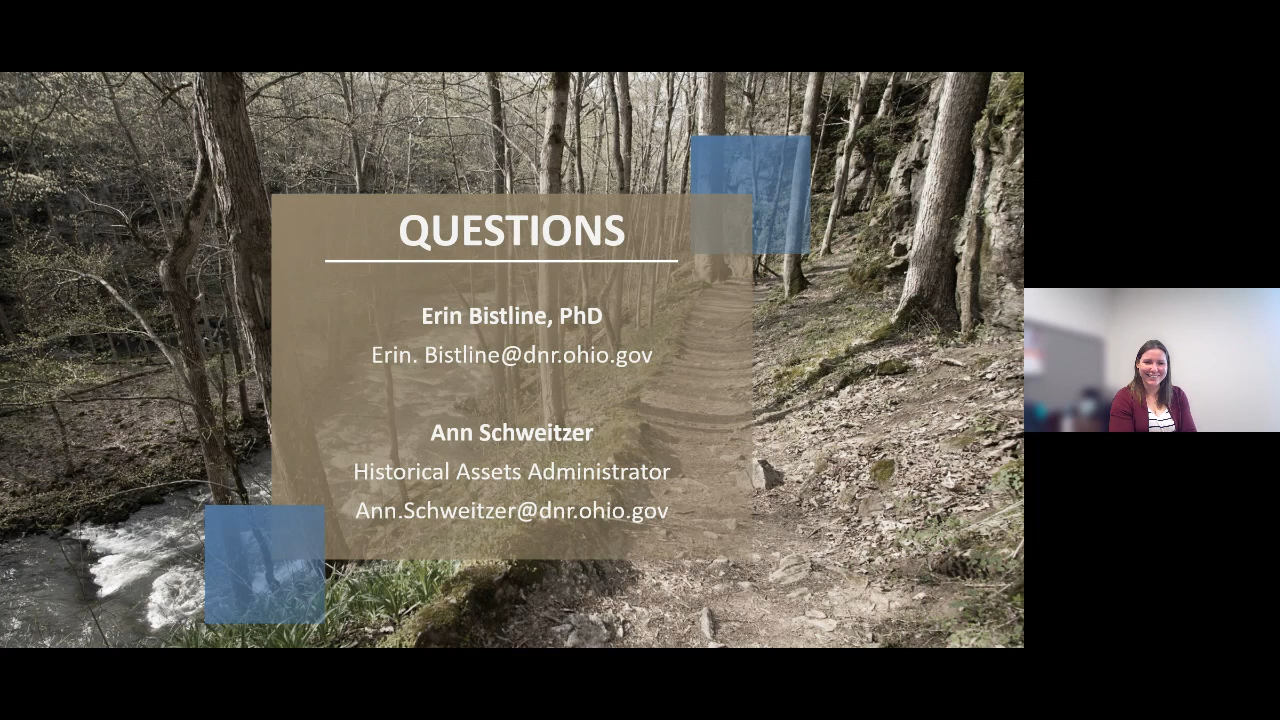 QUESTIONS
Erin Bistline, PhD
Erin. Bistline@dnr.ohio.gov
Ann Schweitzer
Historical Assets Administrator
Ann.Schweitzer@dnr.ohio.gov